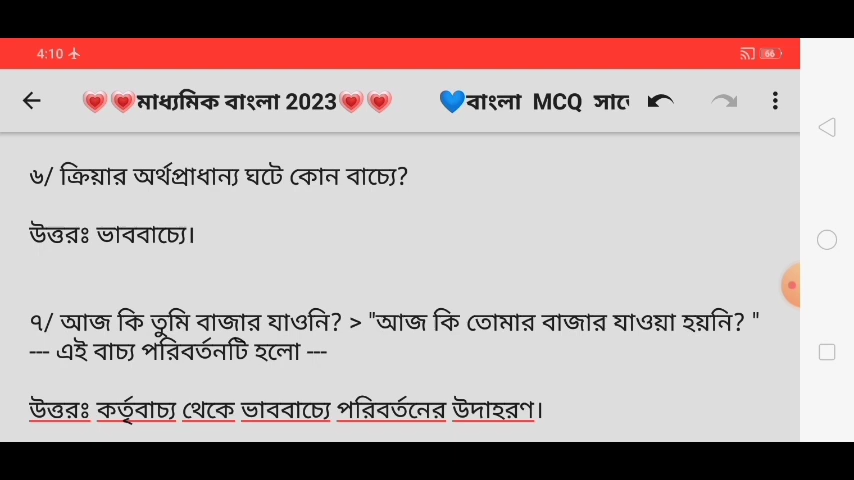 4:10
66
💗💗মাধ্যমিক বাংলা 2023💗💗 💙বাংলা MCQ
৬/ ক্রিয়ার অর্থপ্রাধান্য ঘটে কোন বাচ্যে?
উত্তরঃ ভাববাচ্যে।
৭/ আজ কি তুমি বাজার যাওনি? > "আজ কি তোমার বাজার যাওয়া হয়নি? "
--- এই বাচ্য পরিবর্তনটি হলো ---
উত্তরঃ কর্তৃবাচ্য থেকে ভাববাচ্যে পরিবর্তনের উদাহরণ।